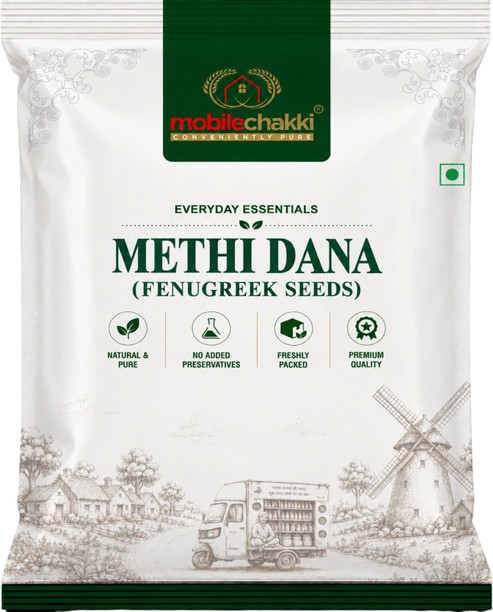 mobilechakki
CONVENIENTLY PURE
EVERYDAY ESSENTIALS
METHI DANA
(FENUGREEK SEEDS)
NATURAL &
PURE
NO ADDED
PRESERVATIVES
FRESHLY
PACKED
PREMIUM
QUALITY